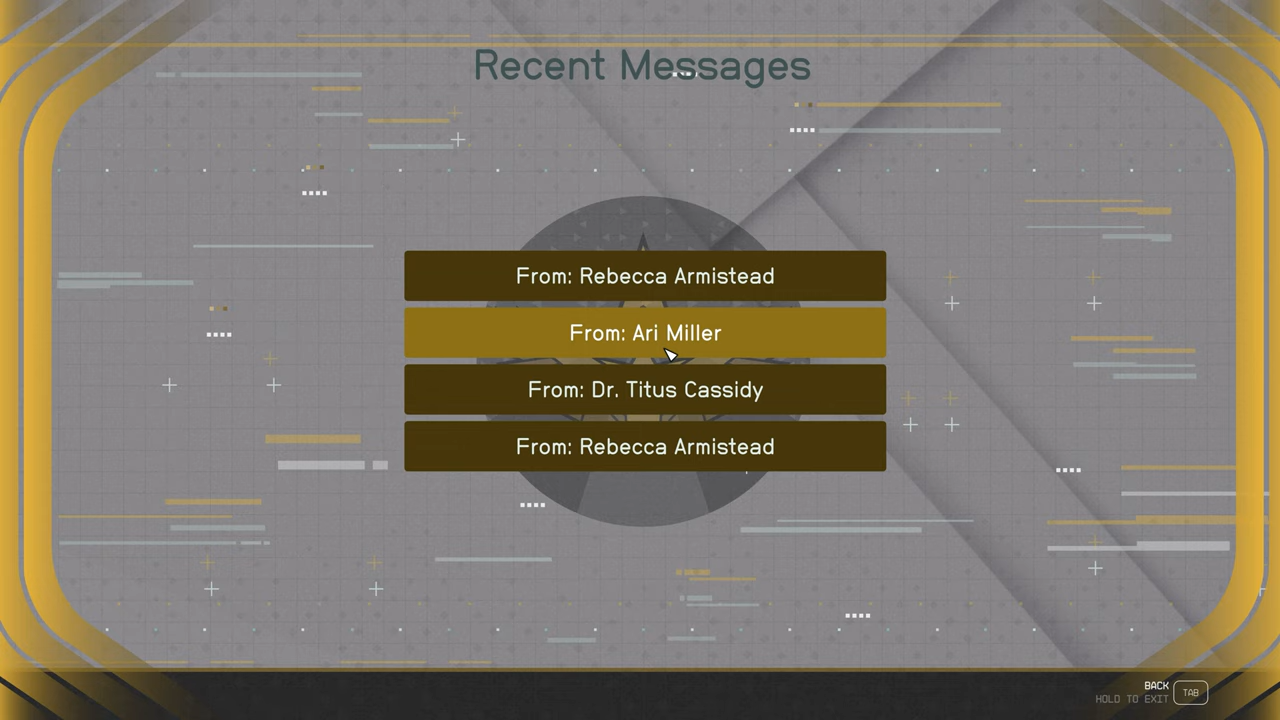 Recent Messages
From: Rebecca Armistead
From: Ari Miller
From: Dr. Titus Cassidy
From: Rebecca Armistead
BACK
HOLD TO EXIT
TAB